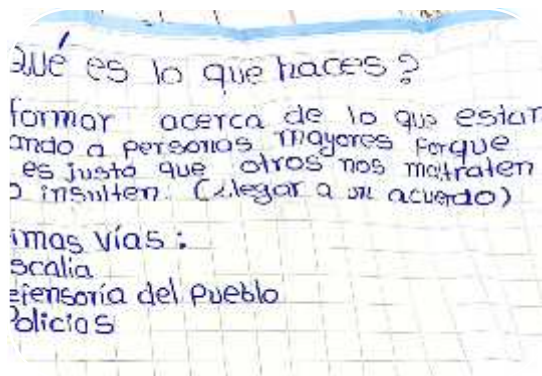 qué es lo que haces?
formar acerca de lo que estar
ando a personas mayores porque
es justo que otros nos maltraten
o insulten. (Llegar a un acuerdo)
imas vías:
scalia
efensoría del Pueblo
Policías